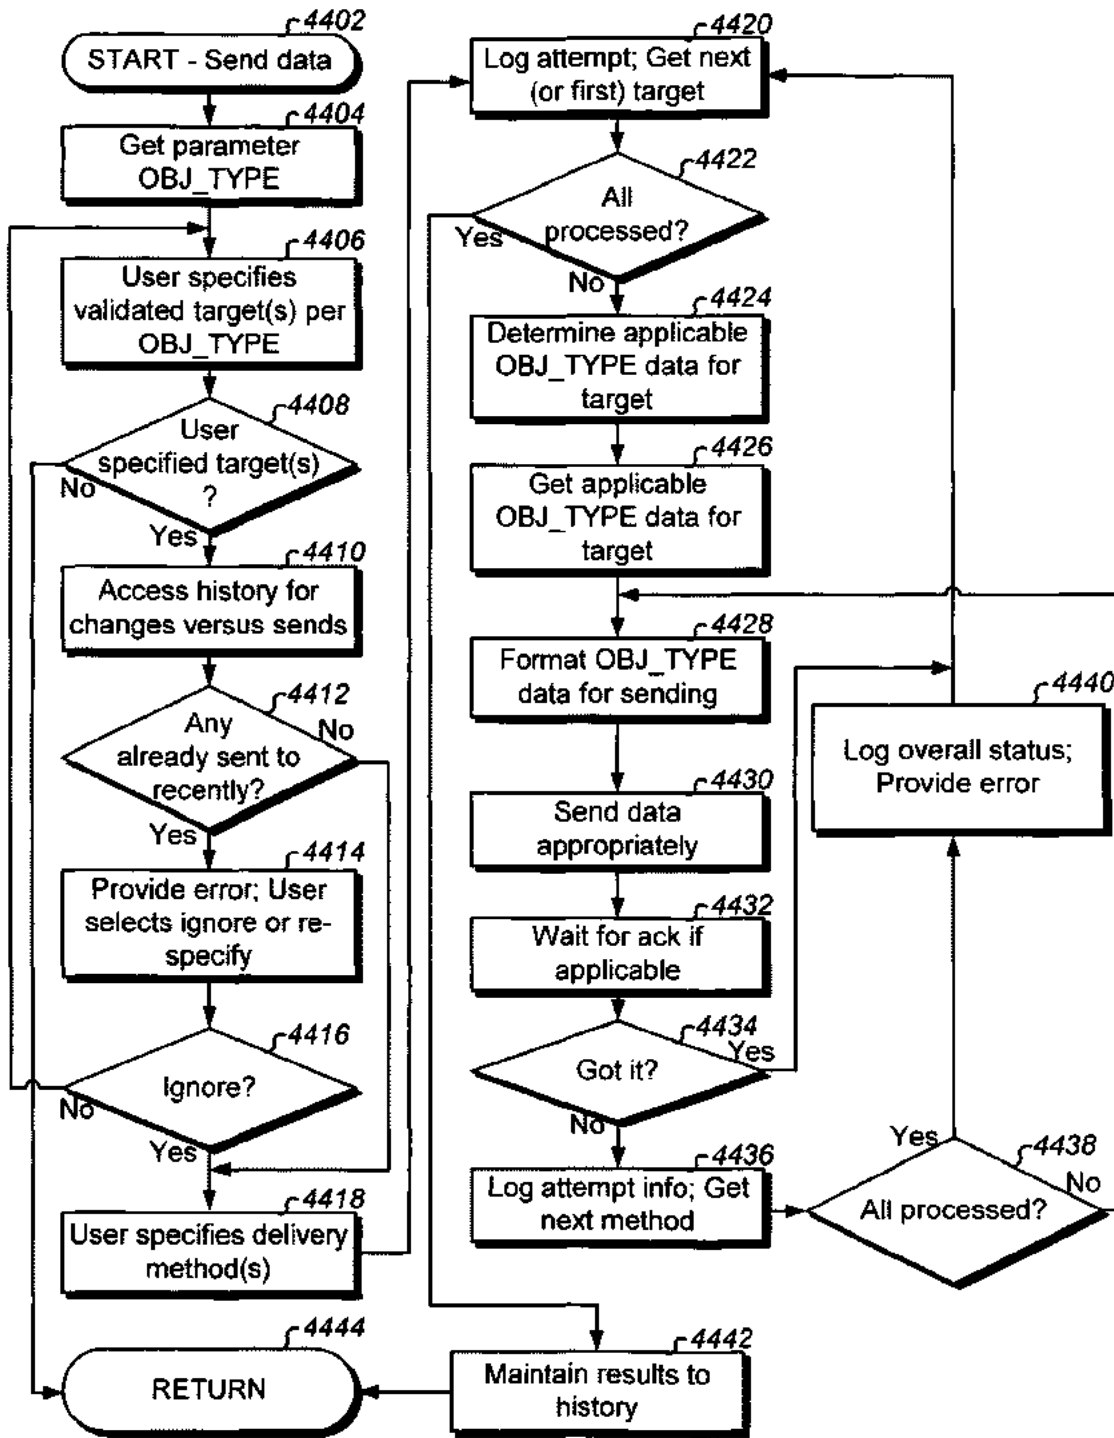 4402
START - Send data
4404
Get parameter
OBJ_TYPE
4406
User specifies
validated target(s) per
OBJ_TYPE
4408
User
specified target(s)
?
No
Yes
4410
Access history for
changes versus sends
4412
Any
already sent to
recently?
No
Yes
4414
Provide error; User
selects ignore or re-
specify
4416
Ignore?
No
Yes
4418
User specifies delivery
method(s)
4444
RETURN
4420
Log attempt; Get next
(or first) target
4422
All
processed?
Yes
No
4424
Determine applicable
OBJ_TYPE data for
target
4426
Get applicable
OBJ_TYPE data for
target
4428
Format OBJ_TYPE
data for sending
4430
Send data
appropriately
4432
Wait for ack if
applicable
4434
Got it?
Yes
No
4436
Log attempt info; Get
next method
4438
All processed?
Yes
No
4440
Log overall status;
Provide error
4442
Maintain results to
history